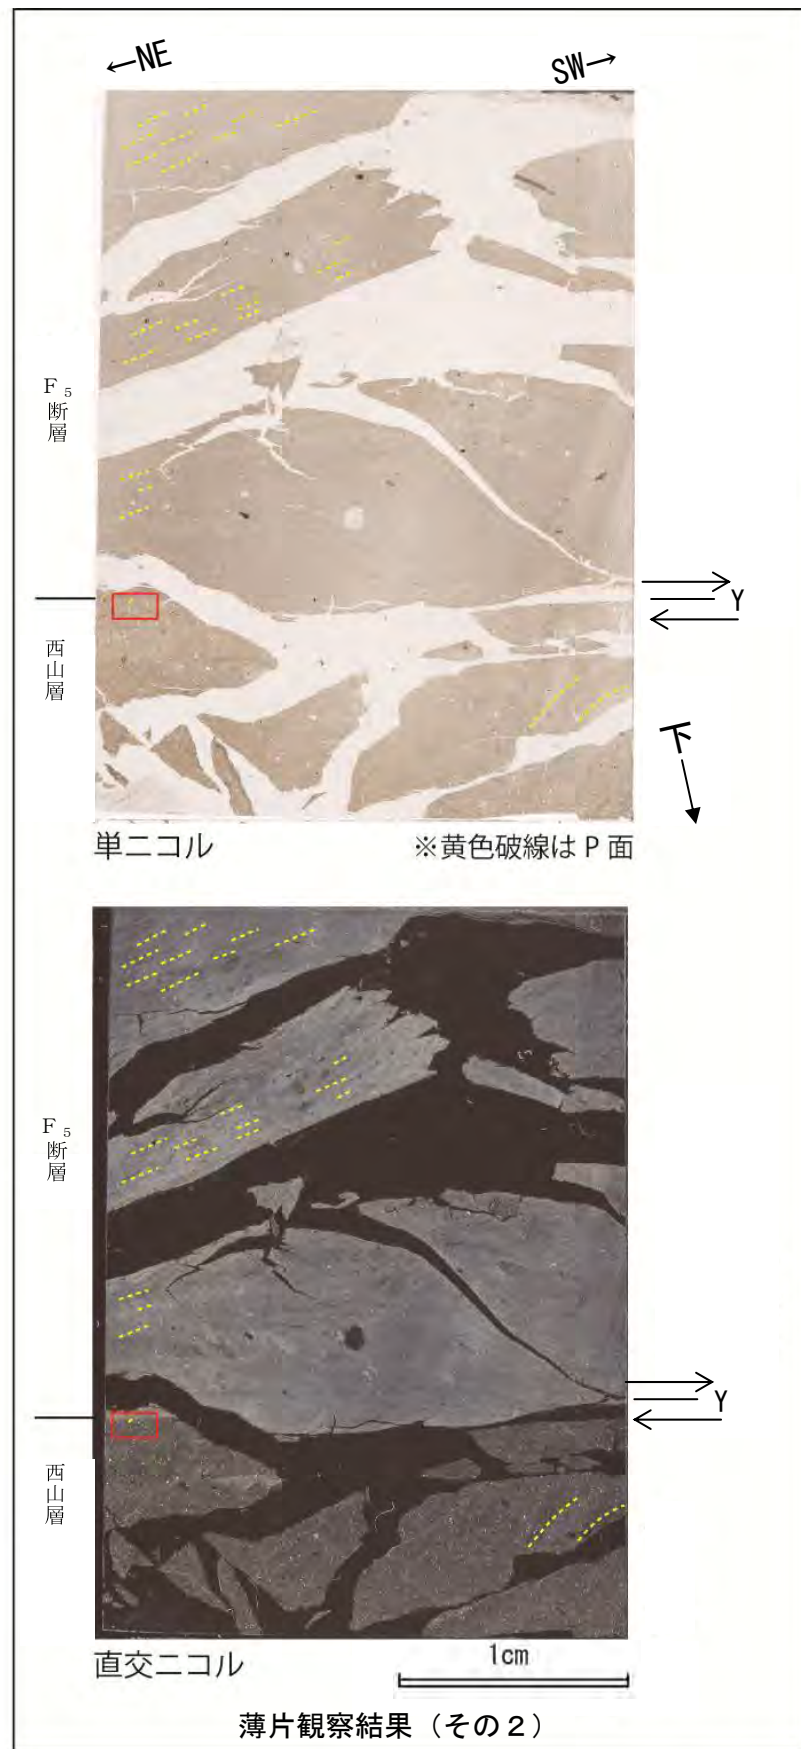 ←NE
SW→
F5
断層
Y
西山層
下
単ニコル
※黄色破線は P 面
F5
断層
Y
西山層
直交ニコル
1cm
薄片観察結果（その２）